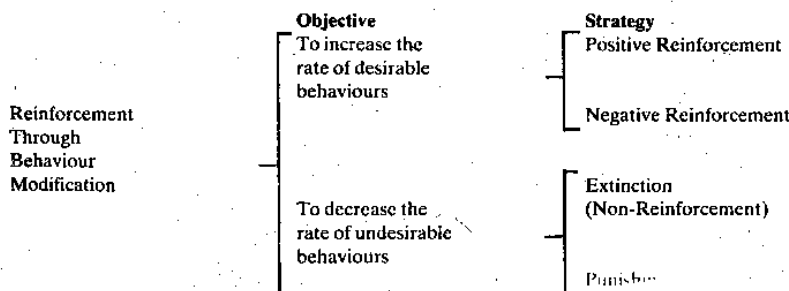 Objective
To increase the
rate of desirable
behaviours
Strategy
Positive Reinforcement
Negative Reinforcement
Reinforcement
Through
Behaviour
Modification
To decrease the
rate of undesirable
behaviours
Extinction
(Non-Reinforcement)